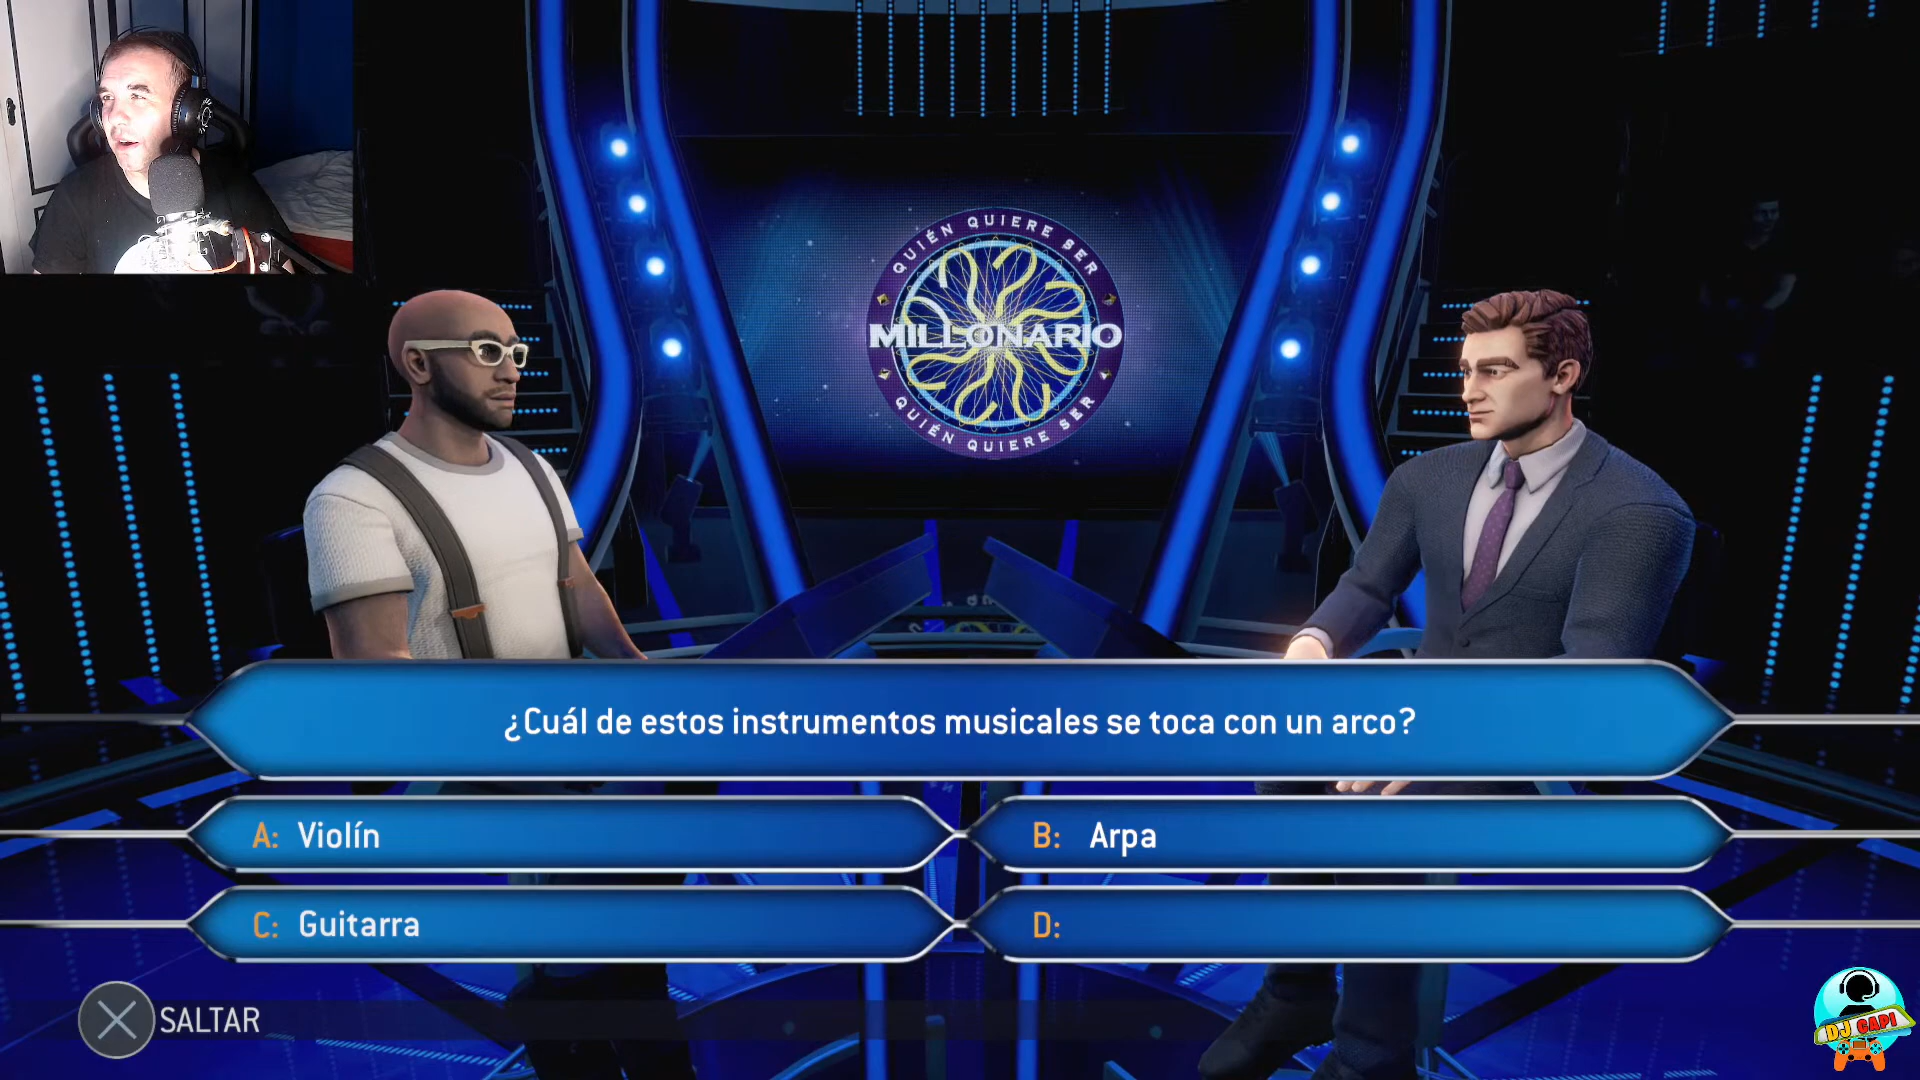 QUIÉN QUIERE SER
MILLONARIO
QUIÉN QUIERE SER
¿Cuál de estos instrumentos musicales se toca con un arco?
A: Violín
B: Arpa
C: Guitarra
D:
SALTAR
DJ CAPI